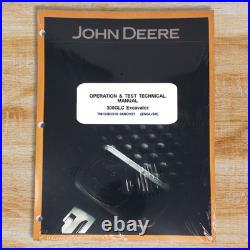 JOHN DEERE
OPERATION & TEST TECHNICAL
MANUAL
300GLC Excavator
(ENGLISH)